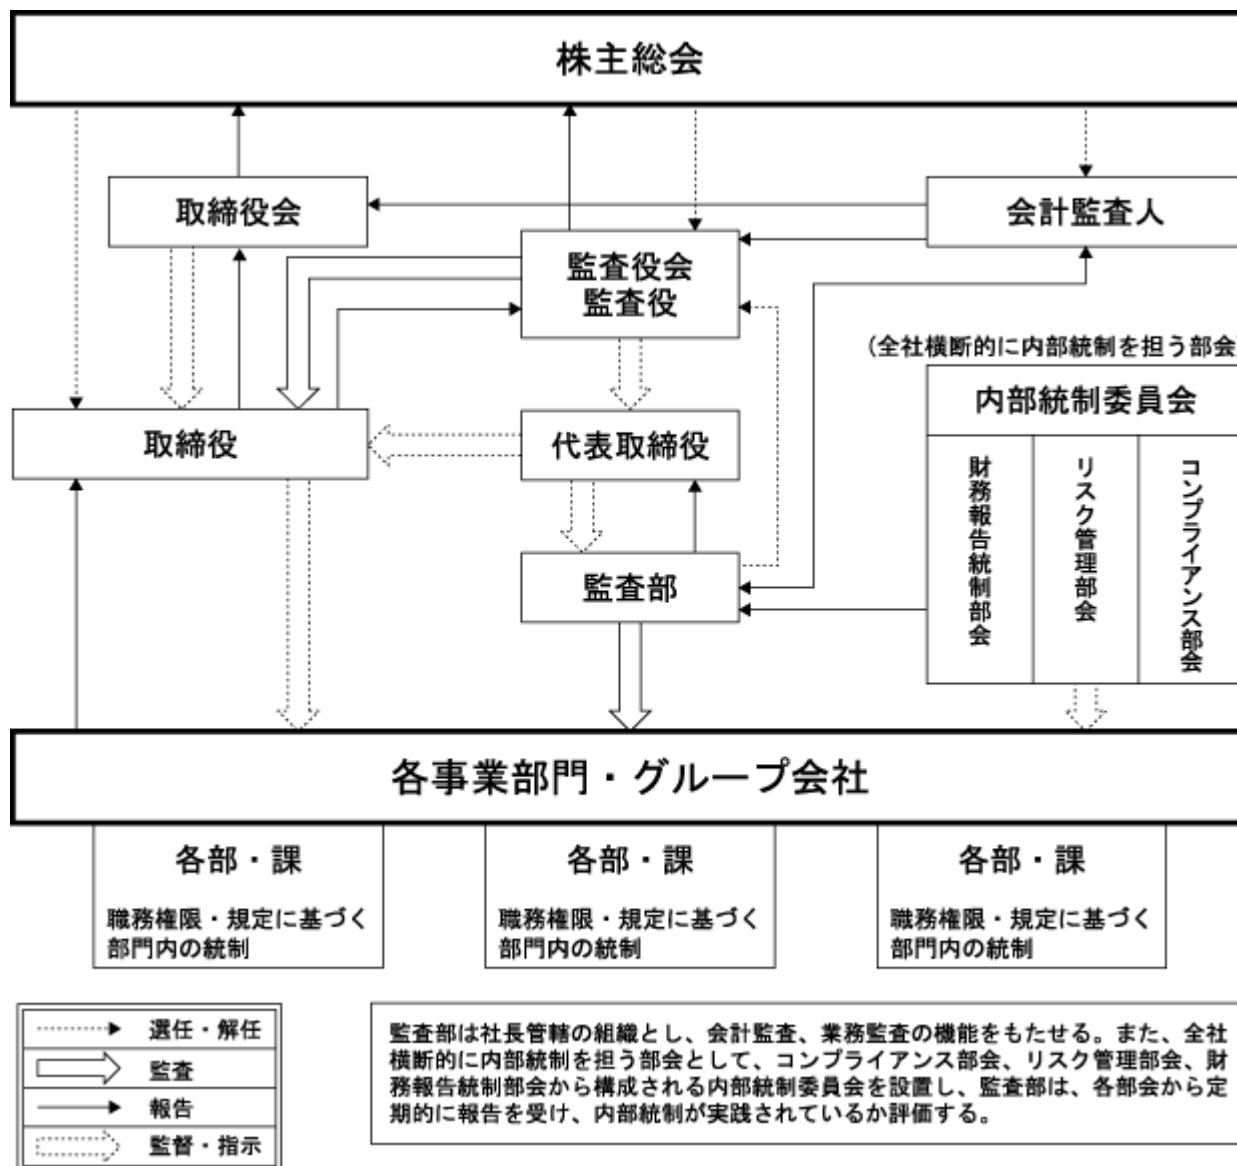 株主総会
取締役会
会計監査人
監査役会
監査役
(全社横断的に内部統制を担う部会)
内部統制委員会
取締役
代表取締役
財務報告統制部会
リスク管理部会
コンプライアンス部会
監査部
各事業部門・グループ会社
各部・課
職務権限・規定に基づく
部門内の統制
各部・課
職務権限・規定に基づく
部門内の統制
各部・課
職務権限・規定に基づく
部門内の統制
選任・解任
監査
報告
監督・指示
監査部は社長管轄の組織とし、会計監査、業務監査の機能をもたせる。また、全社
横断的に内部統制を担う部会として、コンプライアンス部会、リスク管理部会、財
務報告統制部会から構成される内部統制委員会を設置し、監査部は、各部会から定
期的に報告を受け、内部統制が実践されているか評価する。